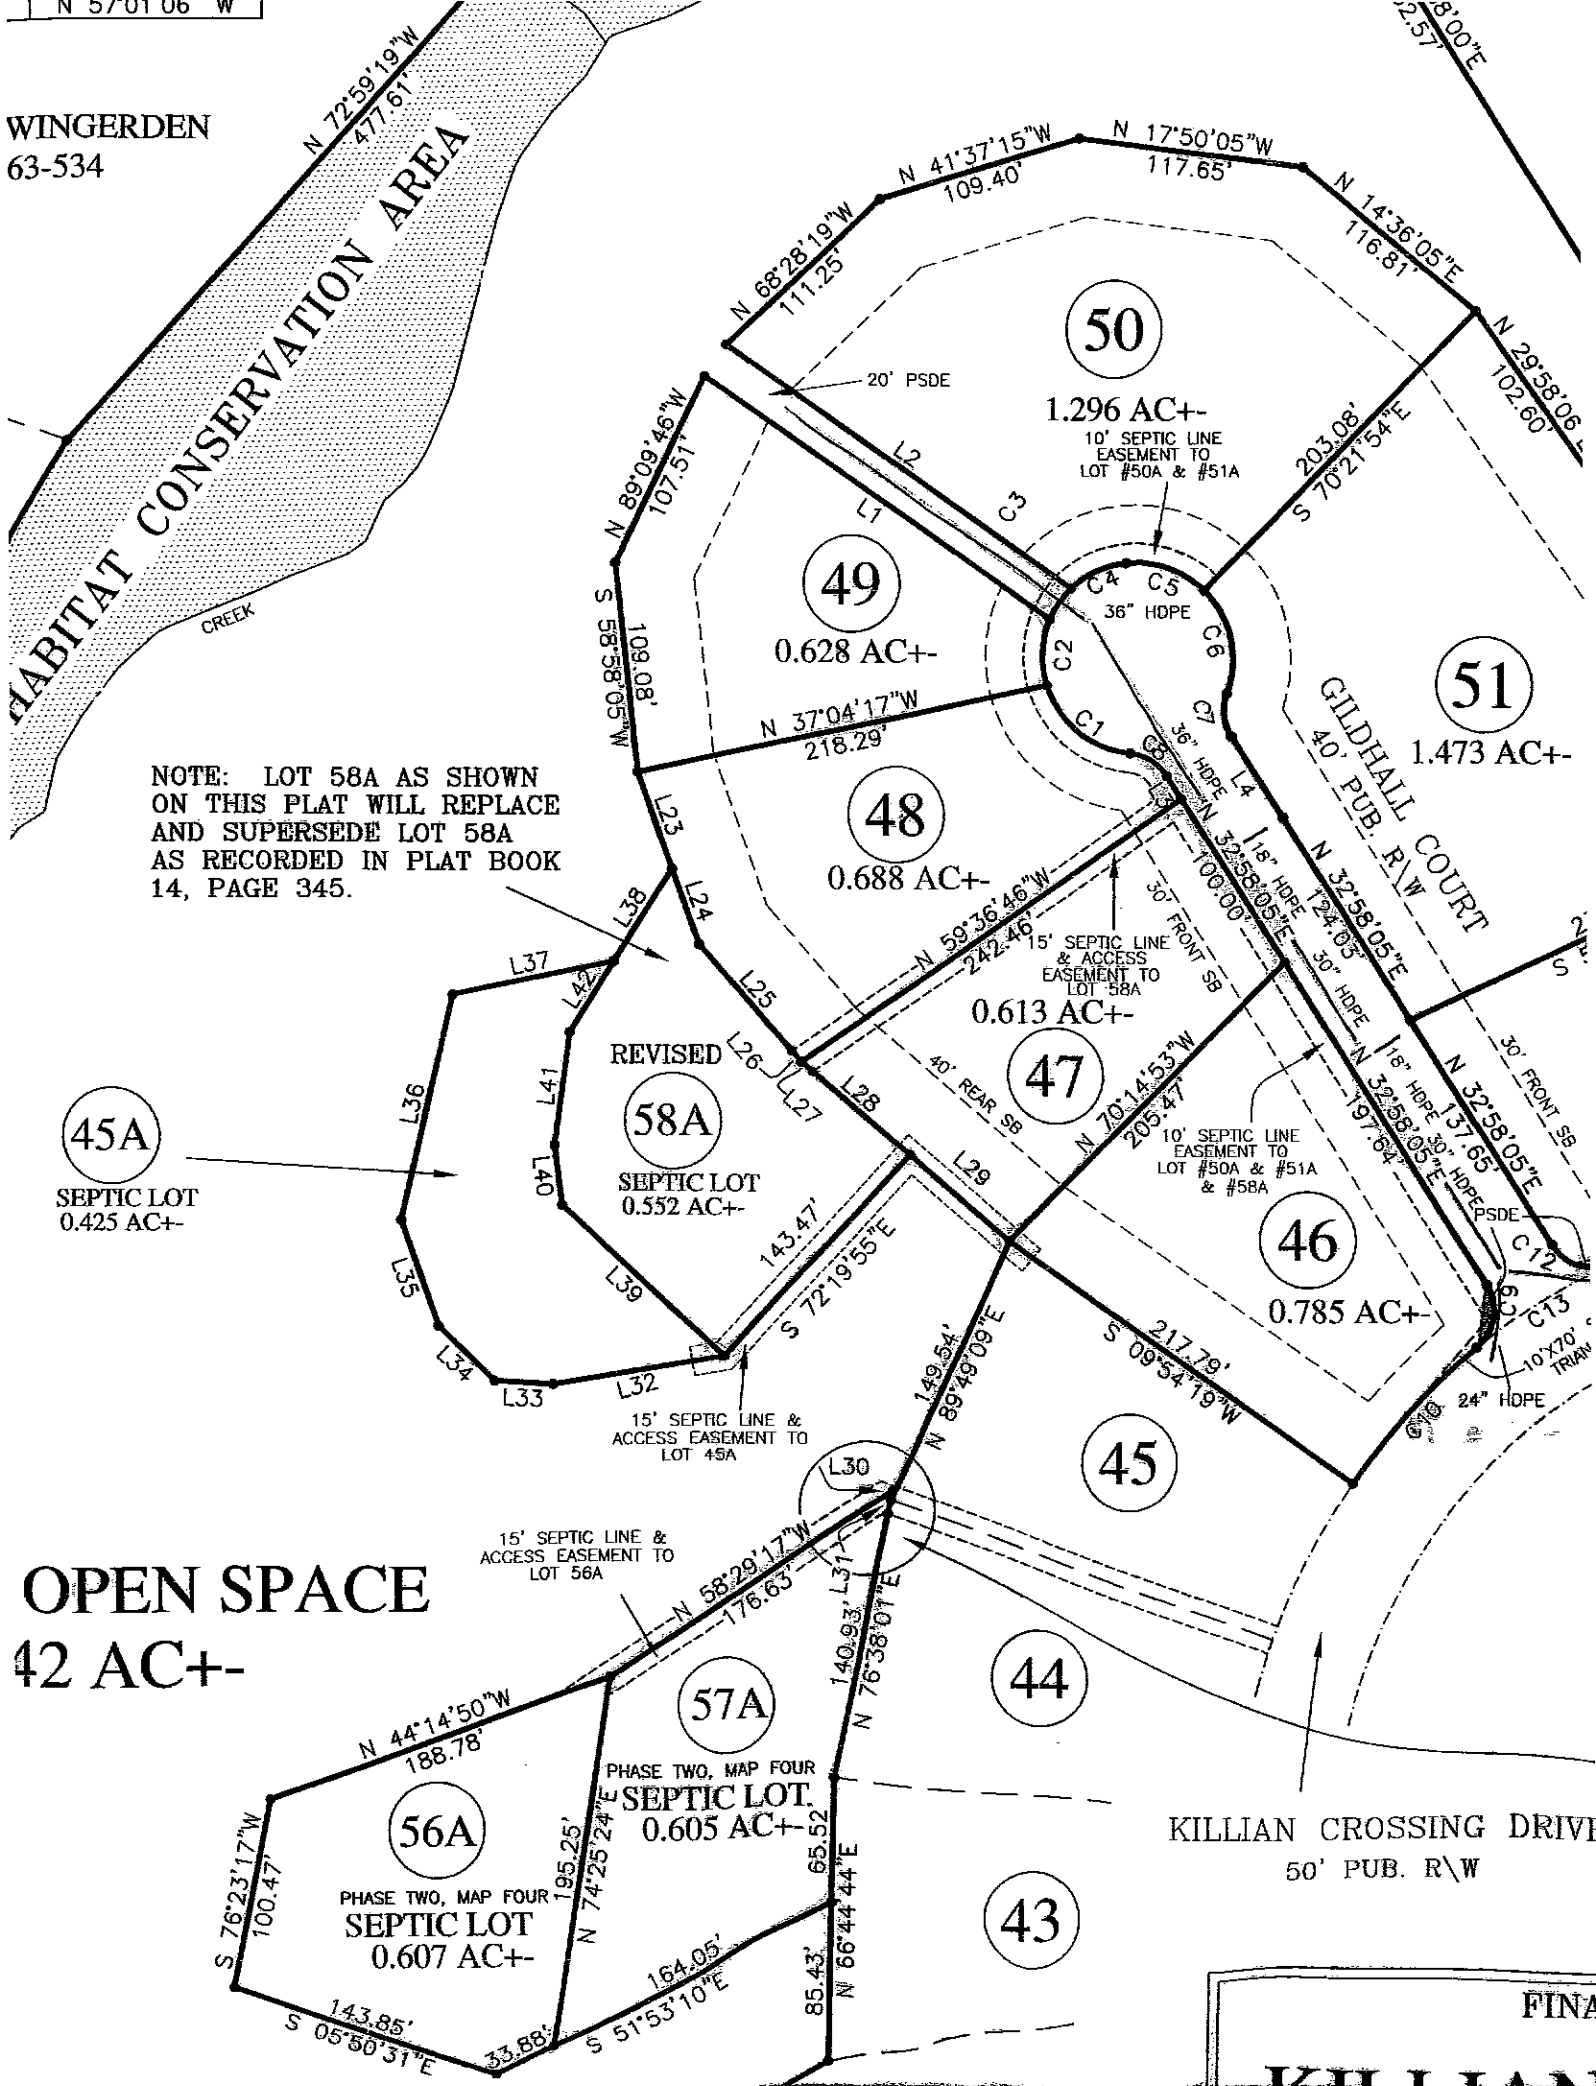 N 57°01'06" W
N 72°59'19"W
477.61'
WINGERDEN
63-534
HABITAT CONSERVATION AREA
CREEK
N 41°37'15"W
109.40'
N 17°50'05"W
117.65'
N 14°36'05"E
116.81'
N 68°28'19"W
111.25'
50
1.296 AC+-
20' PSDE
10' SEPTIC LINE
EASEMENT TO
LOT #50A & #51A
N 29°58'06
102.60'
203.08'
S 70°21'54"E
N 89°09'46"W
107.51'
L2
L1
C3
C4
C5
36" HDPE
C6
C2
C7
C1
C8
L3
L4
36" HDPE
49
0.628 AC+-
S 58°58'05"W
109.08'
N 37°04'17"W
218.29'
51
1.473 AC+-
GILDHALL COURT
40' PUB. R\W
NOTE: LOT 58A AS SHOWN
ON THIS PLAT WILL REPLACE
AND SUPERSEDE LOT 58A
AS RECORDED IN PLAT BOOK
14, PAGE 345.
48
0.688 AC+-
L23
L24
L38
L37
L42
L25
L26
L27
L28
L29
N 59°36'46"W
242.46'
15' SEPTIC LINE
& ACCESS
EASEMENT TO
LOT 58A
0.613 AC+-
47
30' FRONT SB
N 32°58'05"E
100.00'
18" HDPE
N 32°58'05"E
124.03'
30" HDPE
18" HDPE
30" HDPE
N 32°58'05"E
197.64'
N 32°58'05"E
137.65'
30' FRONT SB
PSDE
40' REAR SB
N 70°14'53"W
205.47'
10' SEPTIC LINE
EASEMENT TO
LOT #50A & #51A
& #58A
46
0.785 AC+-
C12
C9
C13
10'X70'
24" HDPE
C10
REVISED
58A
SEPTIC LOT
0.552 AC+-
L41
L40
L39
L36
L35
L34
L33
L32
45A
SEPTIC LOT
0.425 AC+-
143.47'
S 72°19'55"E
15' SEPTIC LINE &
ACCESS EASEMENT TO
LOT 45A
149.54'
N 89°49'09"E
217.79'
S 09°54'19"W
45
L30
L31
15' SEPTIC LINE &
ACCESS EASEMENT TO
LOT 56A
N 58°29'17"W
176.63'
OPEN SPACE
42 AC+-
140.93'
N 76°38'01"E
44
57A
PHASE TWO, MAP FOUR
SEPTIC LOT
0.605 AC+-
N 44°14'50"W
188.78'
56A
PHASE TWO, MAP FOUR
SEPTIC LOT
0.607 AC+-
S 76°23'17"W
100.47'
195.25'
N 74°25'24"E
65.52'
N 66°44'44"E
85.43'
43
KILLIAN CROSSING DRIVE
50' PUB. R\W
164.05'
S 51°53'10"E
143.85'
S 05°50'31"E
33.88'
FINA
KILLIAN